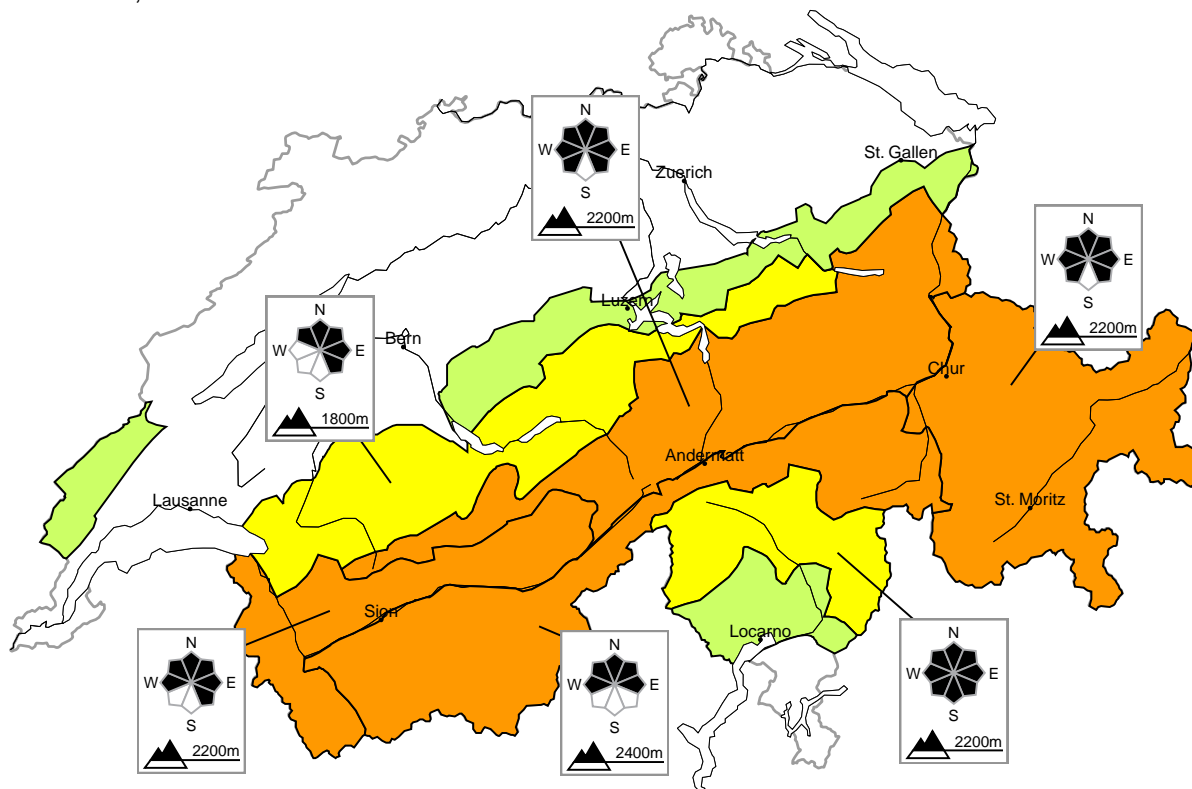 N
W E
S
2200m
St. Gallen
Zuerich
N
W E
S
2200m
Luzern
N
W E
S
1800m
Bern
Chur
Andermatt
Lausanne
St. Moritz
Sion
Locarno
N
W E
S
2200m
N
W E
S
2400m
N
W E
S
2200m